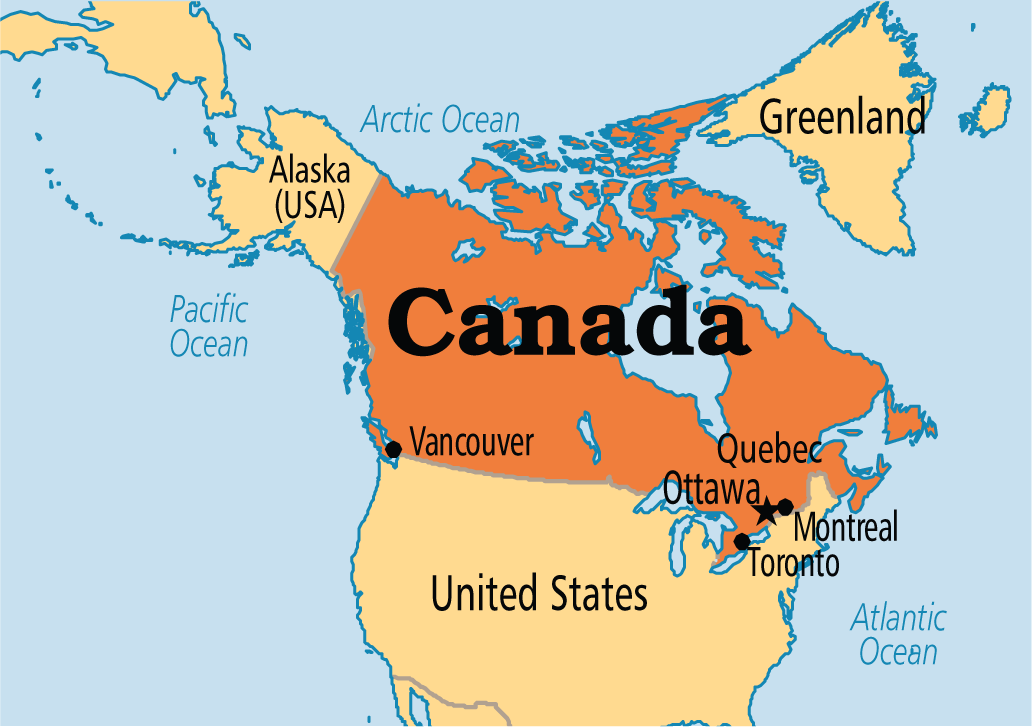 Greenland
Arctic Ocean
Alaska
(USA)
Pacific
Ocean
Canada
Vancouver
Quebec
Ottawa
Montreal
Toronto
United States
Atlantic
Ocean